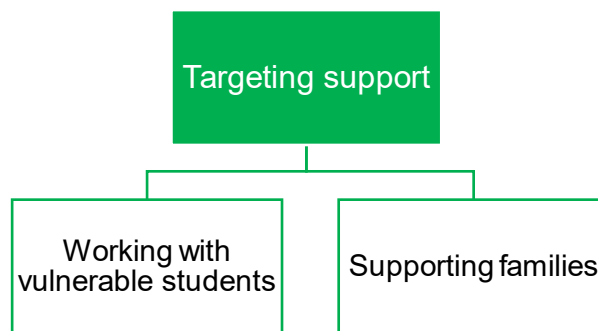 Targeting support
Working with
vulnerable students
Supporting families